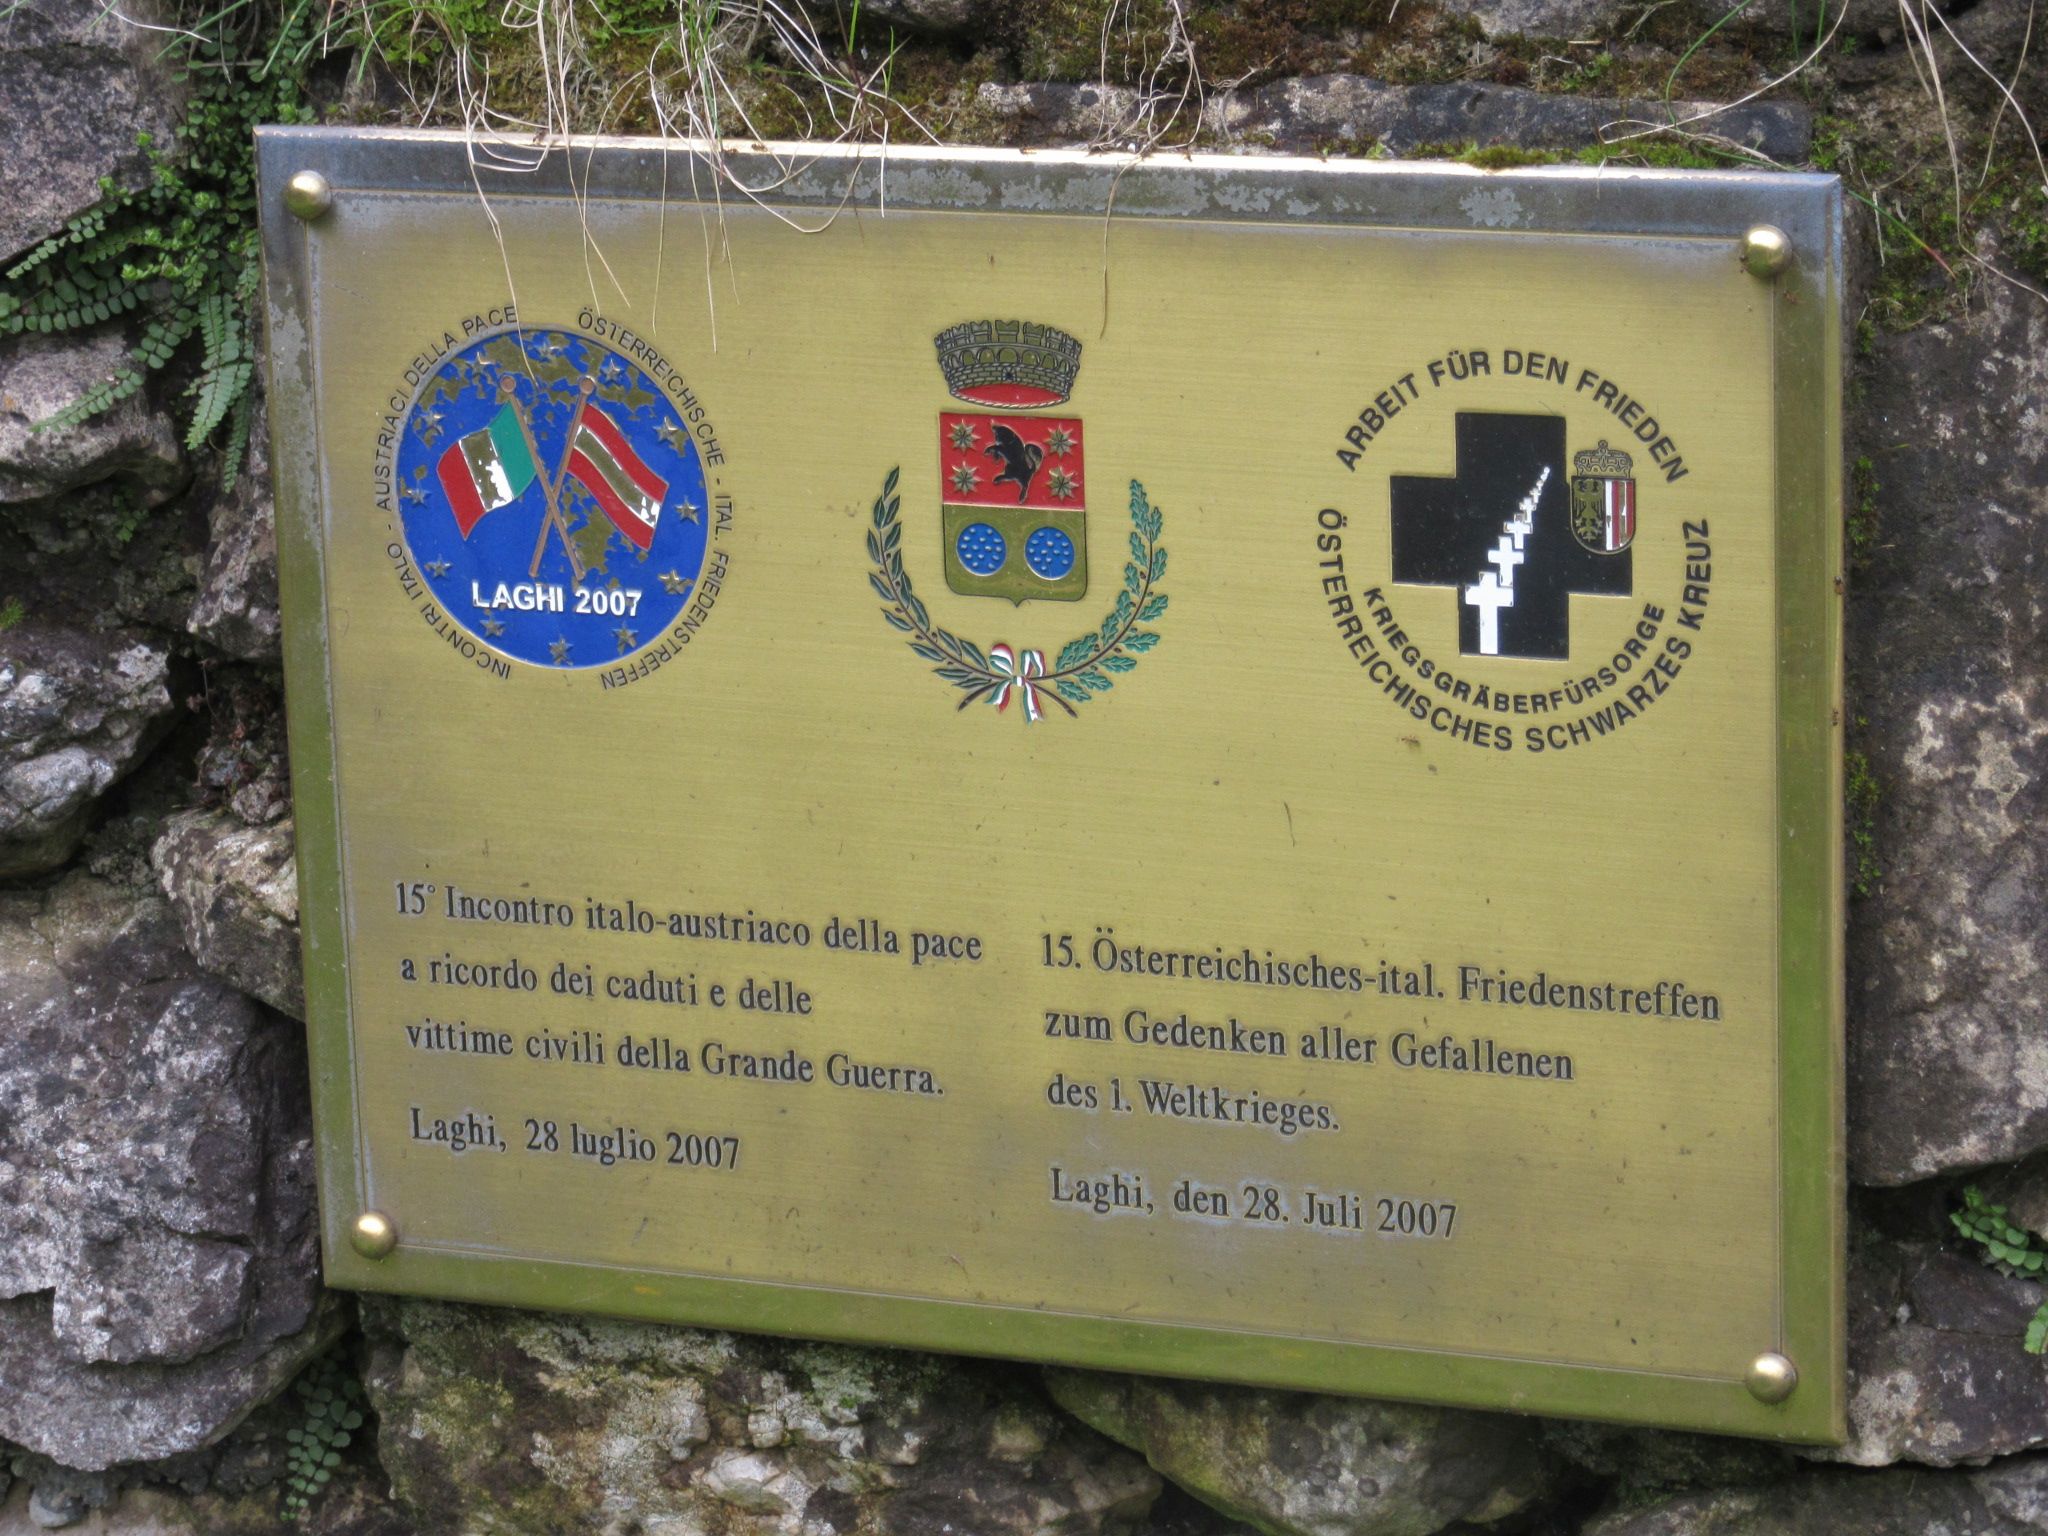 INCONTRI ITALO - AUSTRIACI DELLA PACE
ÖSTERREICHISCHE - ITAL. FRIEDENSTREFFEN
LAGHI 2007
ARBEIT FÜR DEN FRIEDEN
KRIEGSGRÄBERFÜRSORGE
ÖSTERREICHISCHES SCHWARZES KREUZ
15° Incontro italo-austriaco della pace
a ricordo dei caduti e delle
vittime civili della Grande Guerra.
Laghi, 28 luglio 2007
15. Österreichisches-ital. Friedenstreffen
zum Gedenken aller Gefallenen
des 1. Weltkrieges.
Laghi, den 28. Juli 2007